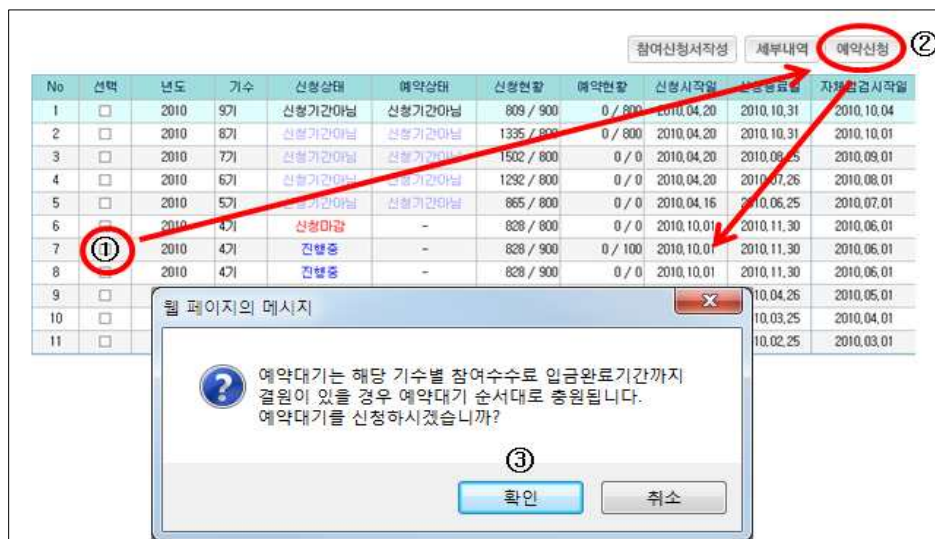 참여신청서작성 세부내역 예약신청 ②
No 선택 년도 기수 신청상태 예약상태 신청현황 예약현황 신청시작일 신청종료일 자체점검시작일
1 2010 9기 신청기간아님 신청기간아님 809 / 900 0 / 800 2010,04,20 2010,10,31 2010,10,04
2 2010 8기 신청기간아님 신청기간아님 1335 / 800 0 / 800 2010,04,20 2010,10,31 2010,10,01
3 2010 7기 신청기간아님 신청기간아님 1502 / 800 0 / 0 2010,04,20 2010,08,25 2010,09,01
4 2010 6기 신청기간아님 신청기간아님 1292 / 800 0 / 0 2010,04,20 2010,07,26 2010,08,01
5 2010 5기 신청기간아님 신청기간아님 865 / 800 0 / 0 2010,04,16 2010,06,25 2010,07,01
6 2010 4기 신청마감 - 828 / 800 0 / 0 2010,10,01 2010,11,30 2010,06,01
7 ① 2010 4기 진행중 - 828 / 900 0 / 100 2010,10,01 2010,11,30 2010,06,01
8 2010 4기 진행중 - 828 / 900 0 / 0 2010,10,01 2010,11,30 2010,06,01
9 10,04,26 2010,05,01
10 10,03,25 2010,04,01
11 10,02,25 2010,03,01
웹 페이지의 메시지
예약대기는 해당 기수별 참여수수료 입금완료기간까지
결원이 있을 경우 예약대기 순서대로 충원됩니다.
예약대기를 신청하시겠습니까?
③
확인 취소